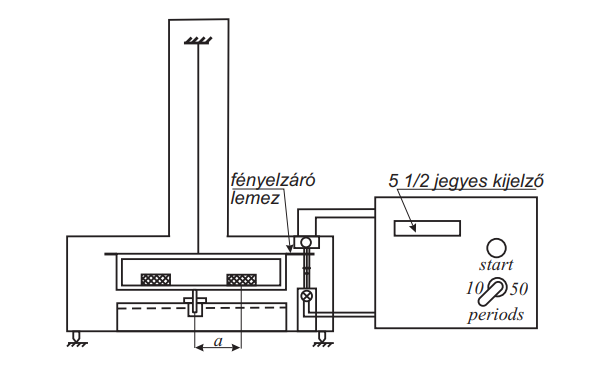 fényelzáró
lemez
5 1/2 jegyes kijelző
start
10 50
periods
a